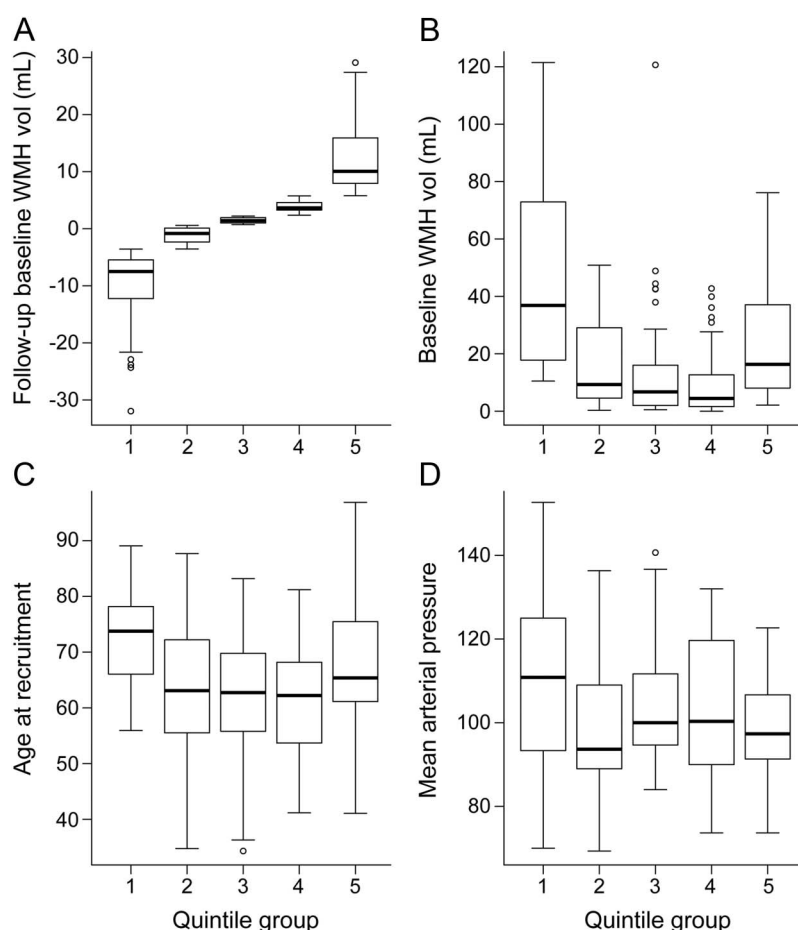 A
Follow-up baseline WMH vol (mL)
30
20
10
0
-10
-20
-30
1 2 3 4 5
B
Baseline WMH vol (mL)
120
100
80
60
40
20
0
1 2 3 4 5
C
Age at recruitment
90
80
70
60
50
40
1 2 3 4 5
Quintile group
D
Mean arterial pressure
140
120
100
80
1 2 3 4 5
Quintile group